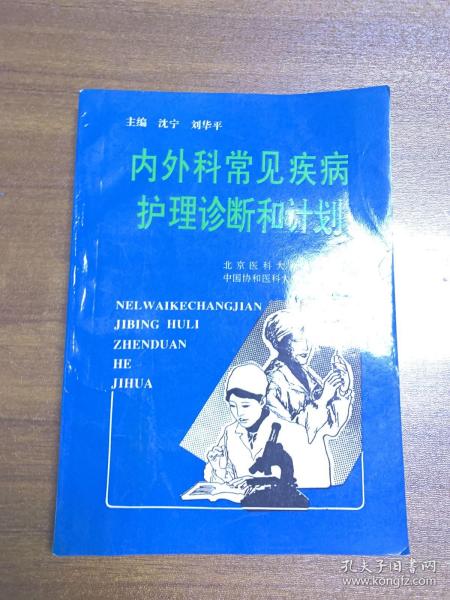 主编 沈宁 刘华平
内外科常见疾病
护理诊断和计划
北京医科大
中国协和医科大
NELWAIKECHANGJIAN
JIBING HULI
ZHENDUAN
HE
JIHUA
孔夫子旧书网
www.kongfz.com